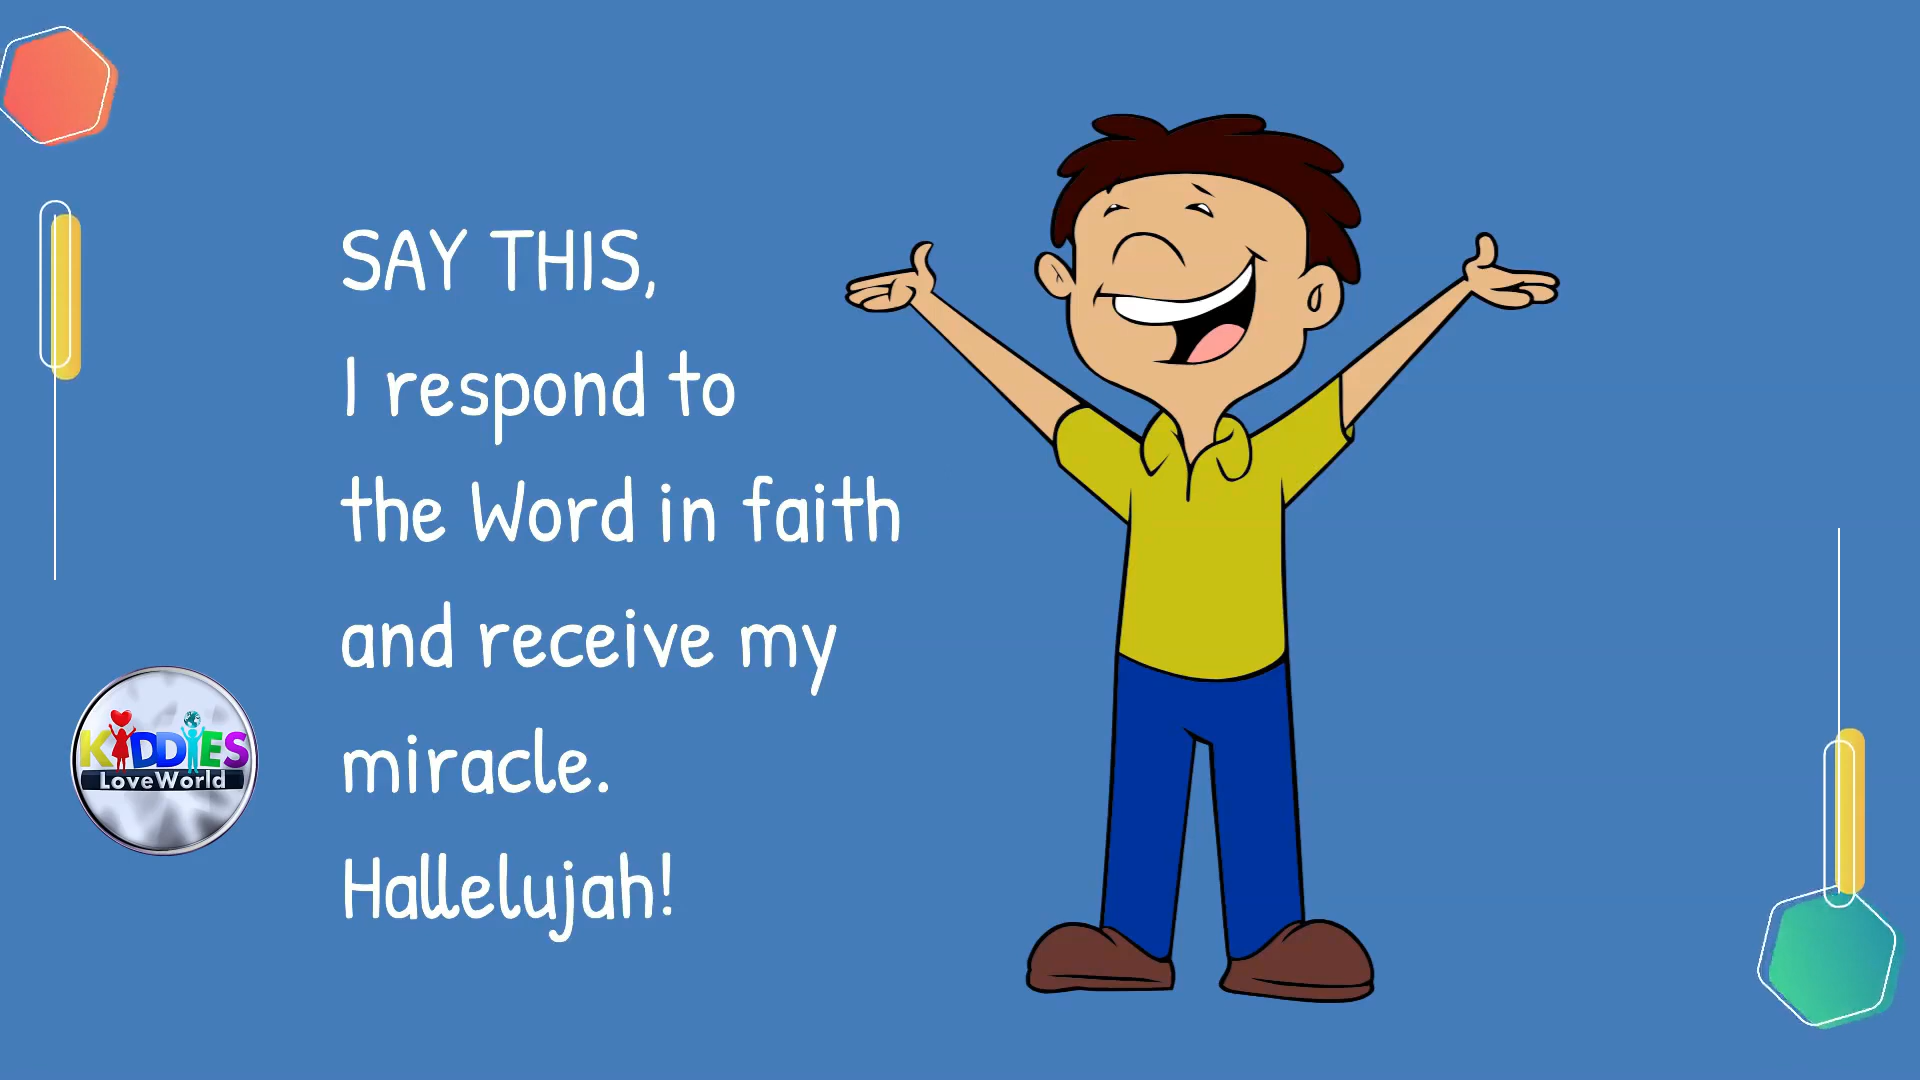 SAY THIS,
I respond to
the Word in faith
and receive my
miracle.
Hallelujah!
KIDDIES
LoveWorld